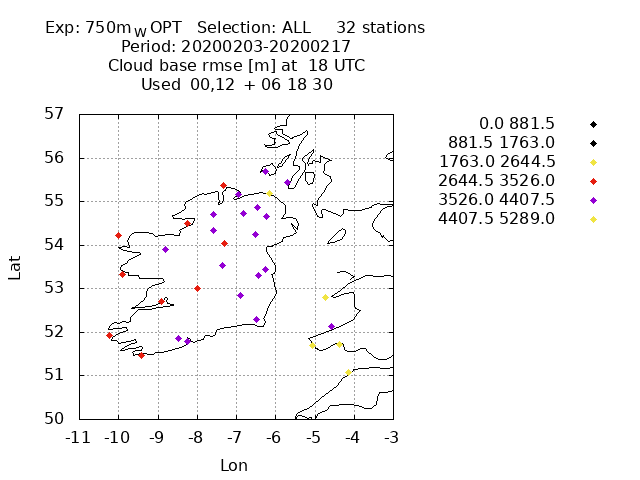 Exp: 750mwOPT Selection: ALL 32 stations
Period: 20200203-20200217
Cloud base rmse [m] at 18 UTC
Used 00,12 + 06 18 30
0.0 881.5
881.5 1763.0
1763.0 2644.5
2644.5 3526.0
3526.0 4407.5
4407.5 5289.0
57
56
55
54
53
52
51
50
Lat
-11 -10 -9 -8 -7 -6 -5 -4 -3
Lon